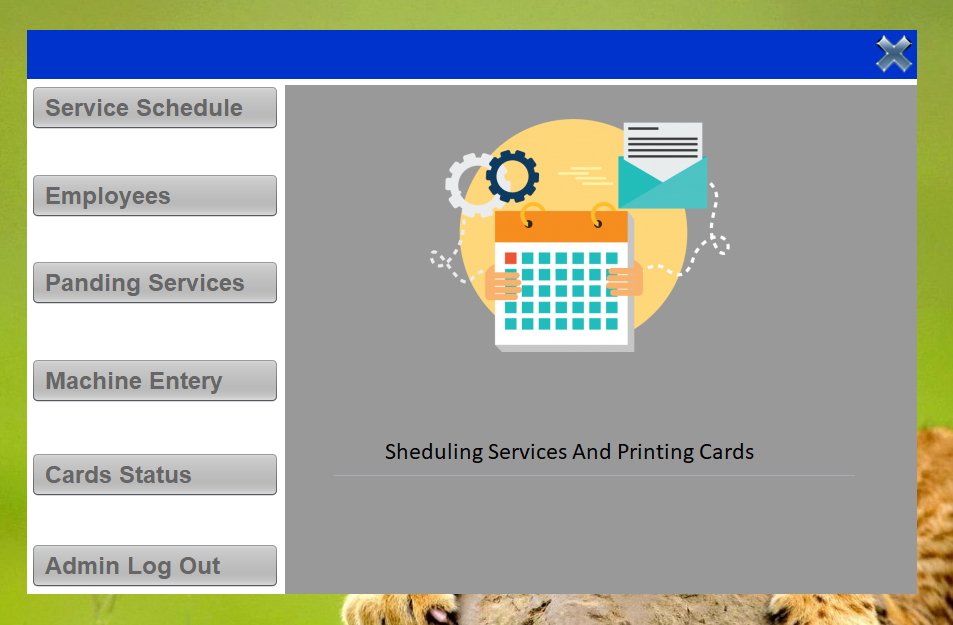 Service Schedule
Employees
Panding Services
Machine Entery
Cards Status
Admin Log Out
Sheduling Services And Printing Cards